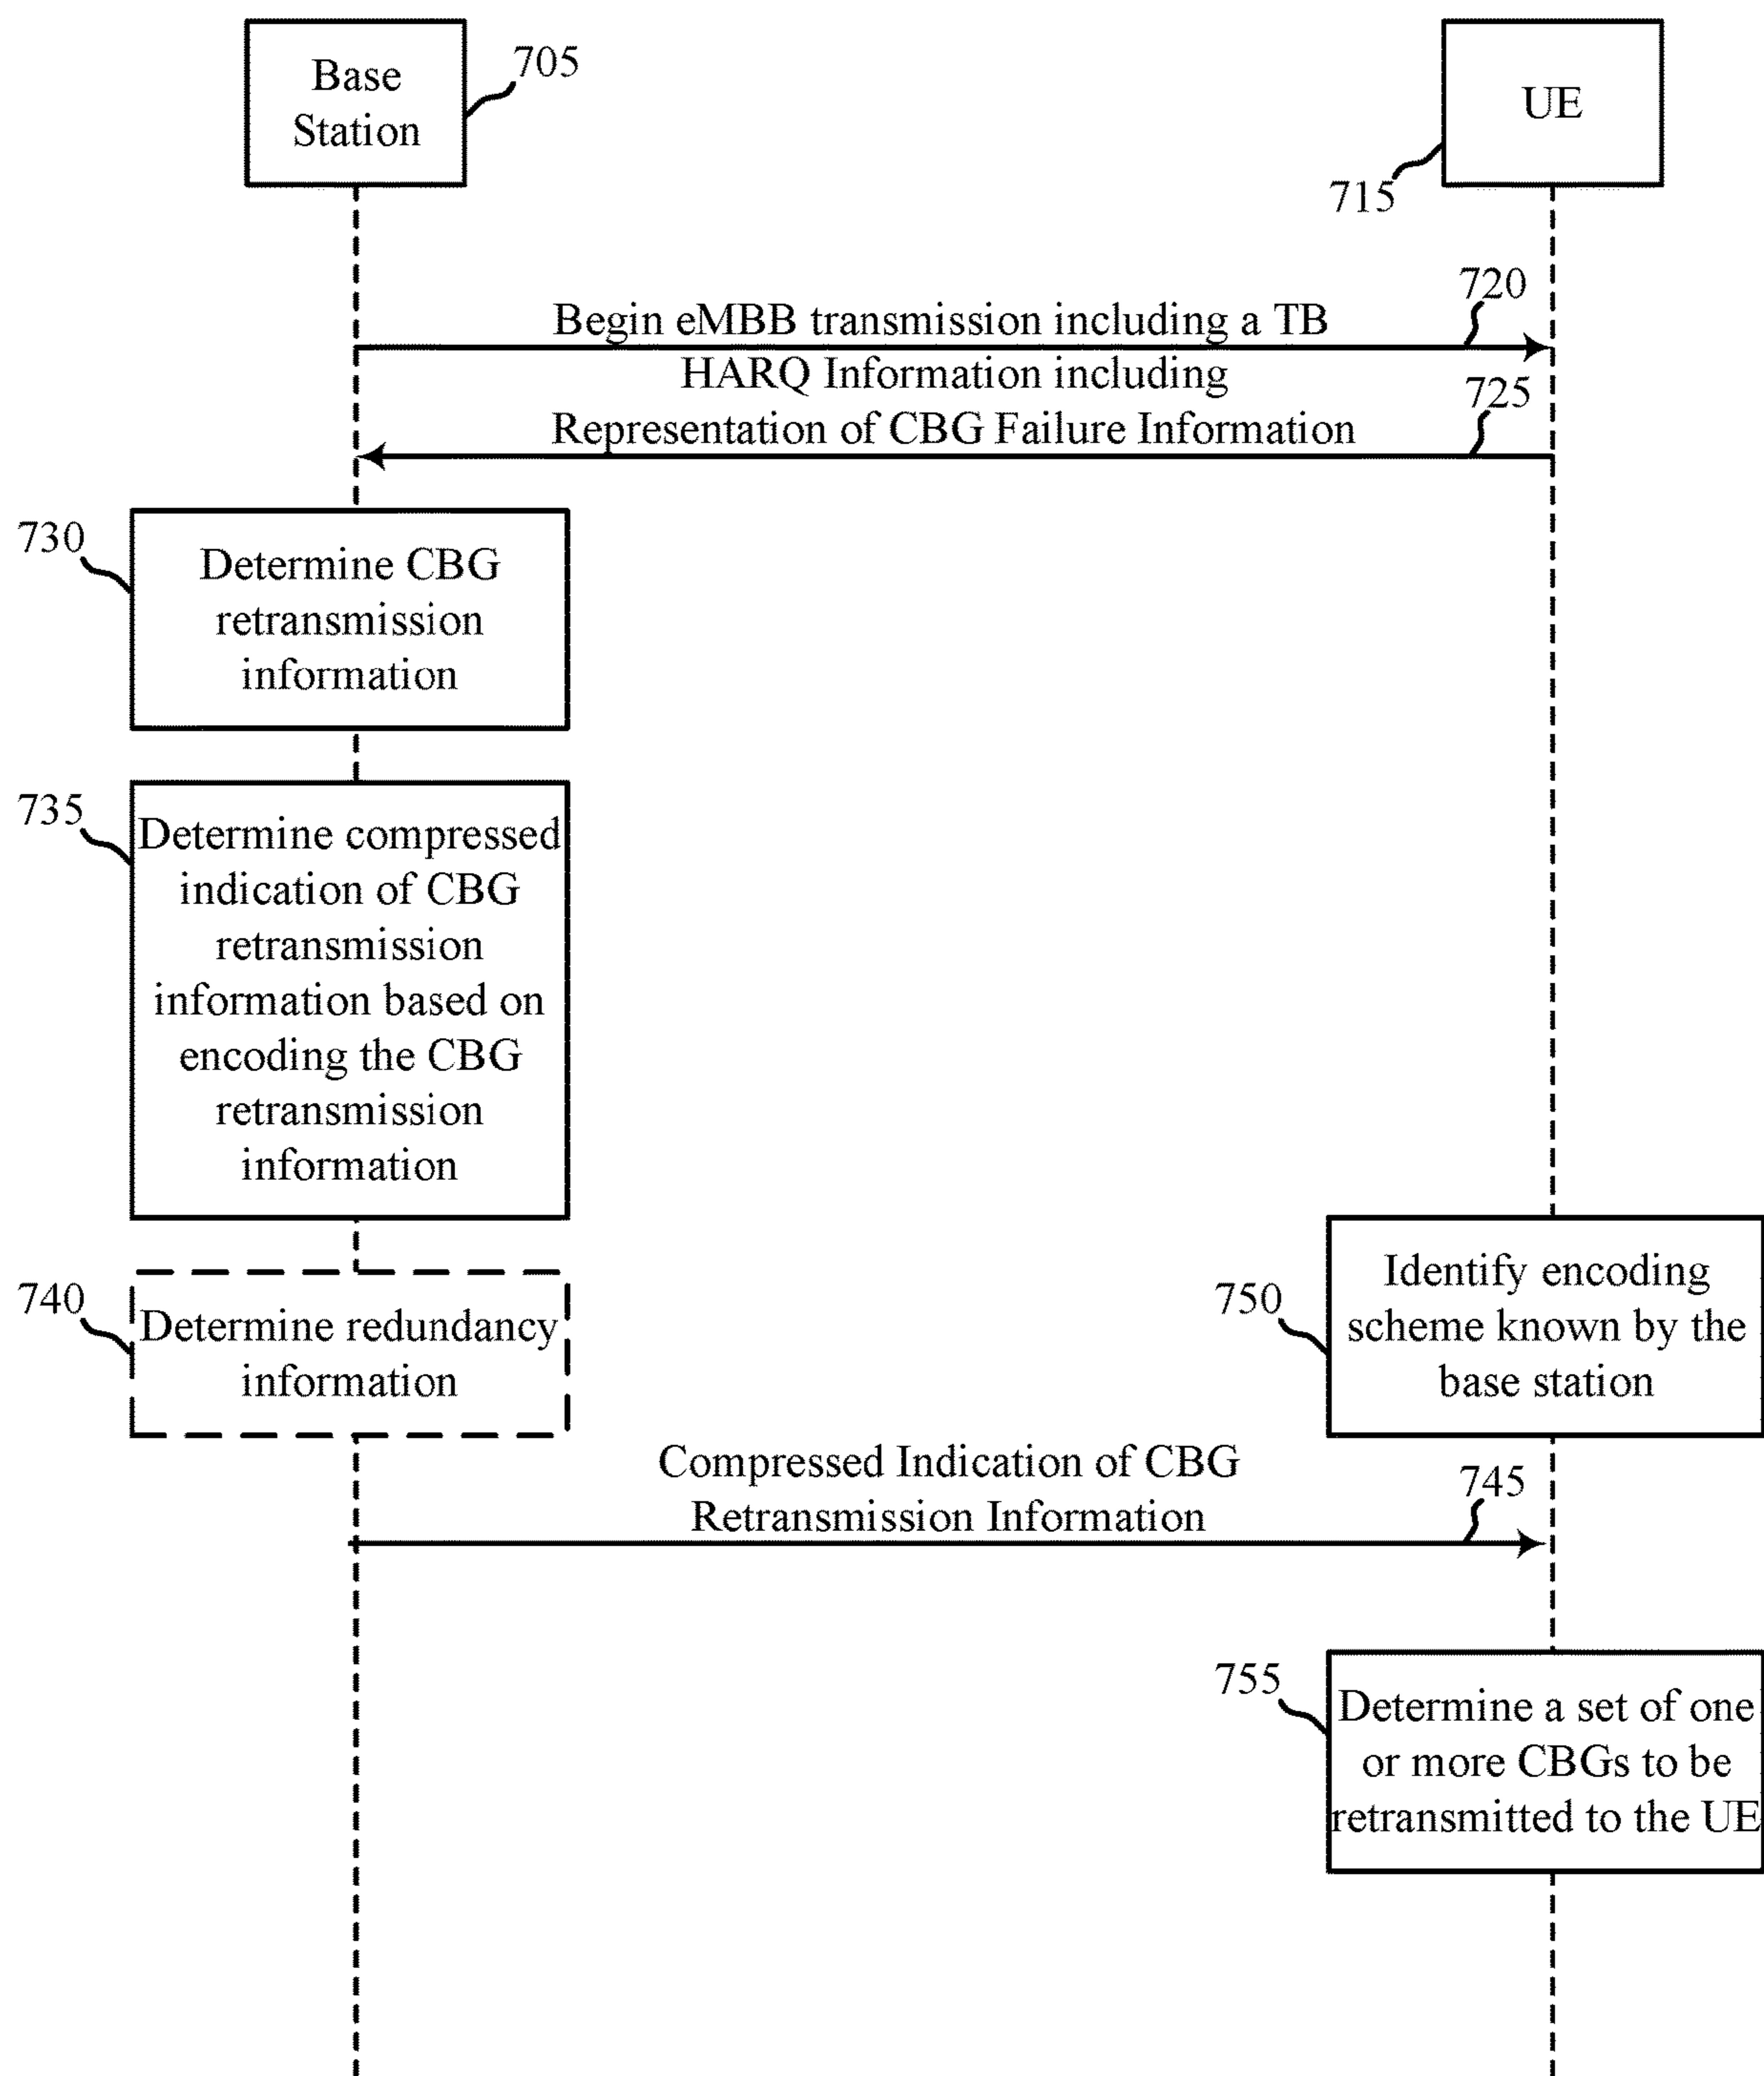 Base
Station
705
UE
715
720
Begin eMBB transmission including a TB
HARQ Information including
725
Representation of CBG Failure Information
730
Determine CBG
retransmission
information
735
Determine compressed
indication of CBG
retransmission
information based on
encoding the CBG
retransmission
information
740
Determine redundancy
information
750
Identify encoding
scheme known by the
base station
Compressed Indication of CBG
745
Retransmission Information
755
Determine a set of one
or more CBGs to be
retransmitted to the UE